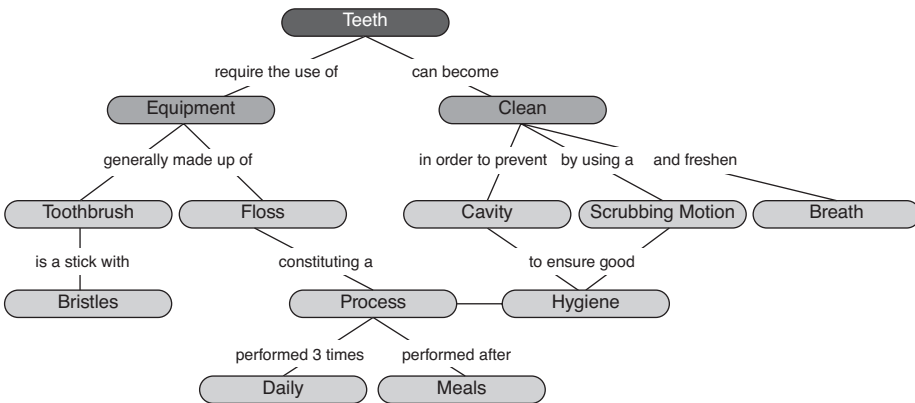 Teeth
require the use of
can become
Equipment
Clean
generally made up of
in order to prevent
by using a
and freshen
Toothbrush
Floss
Cavity
Scrubbing Motion
Breath
is a stick with
constituting a
to ensure good
Bristles
Process
Hygiene
performed 3 times
performed after
Daily
Meals